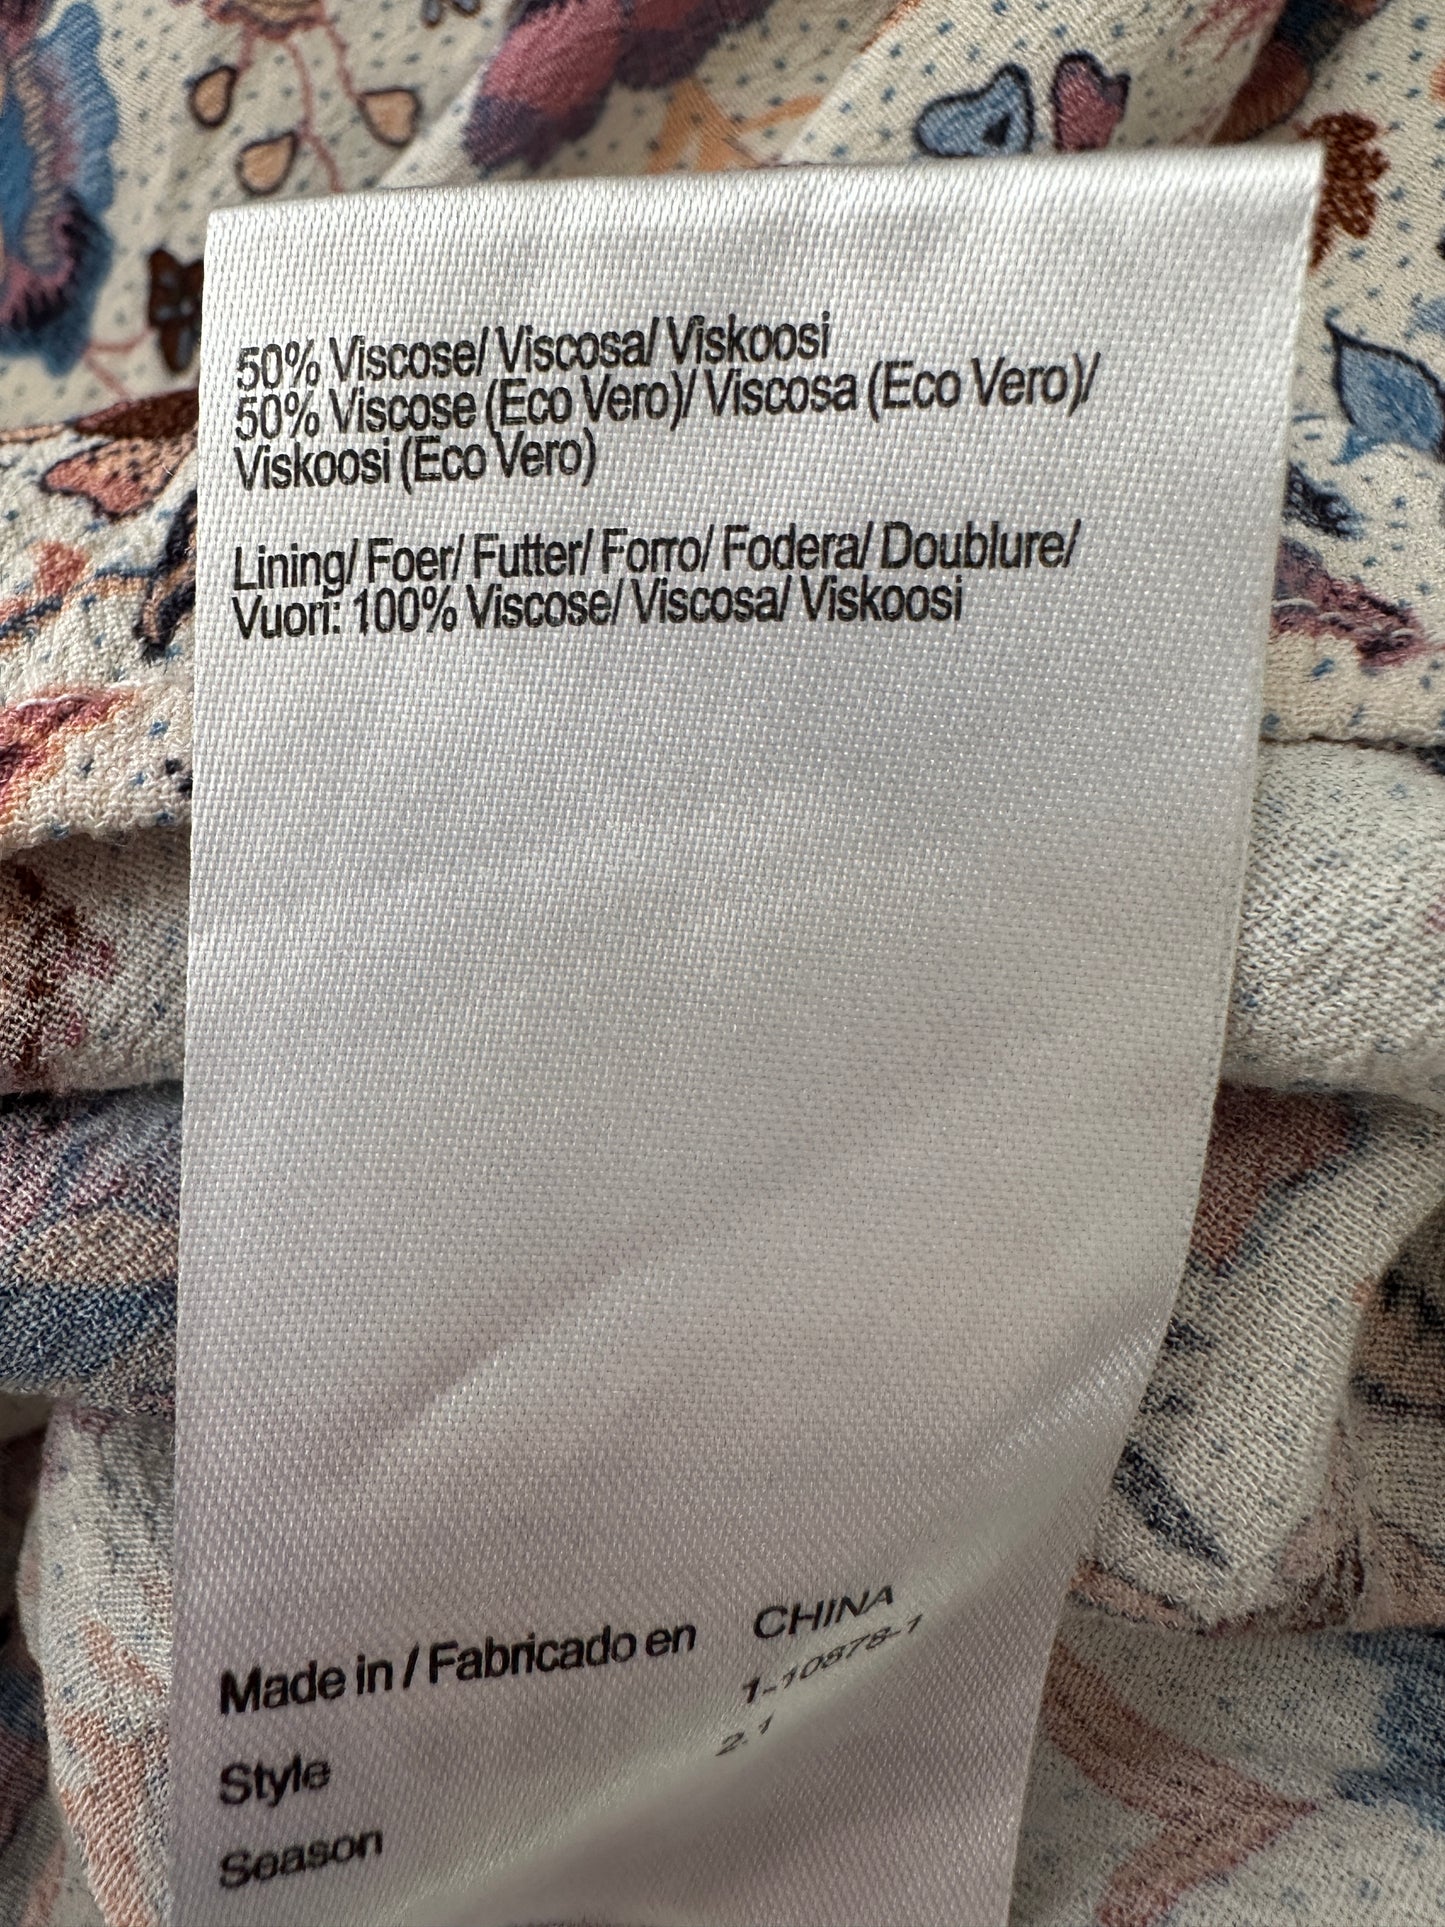 50% Viscose/ Viscosa/ Viskoosi
50% Viscose (Eco Vero)/ Viscosa (Eco Vero)/
Viskoosi (Eco Vero)
Lining/ Foer/ Futter/ Forro/ Fodera/ Doublure/
Vuori: 100% Viscose/ Viscosa/ Viskoosi
Made in / Fabricado en CHINA
Style 1-10878-1
Season 2.1